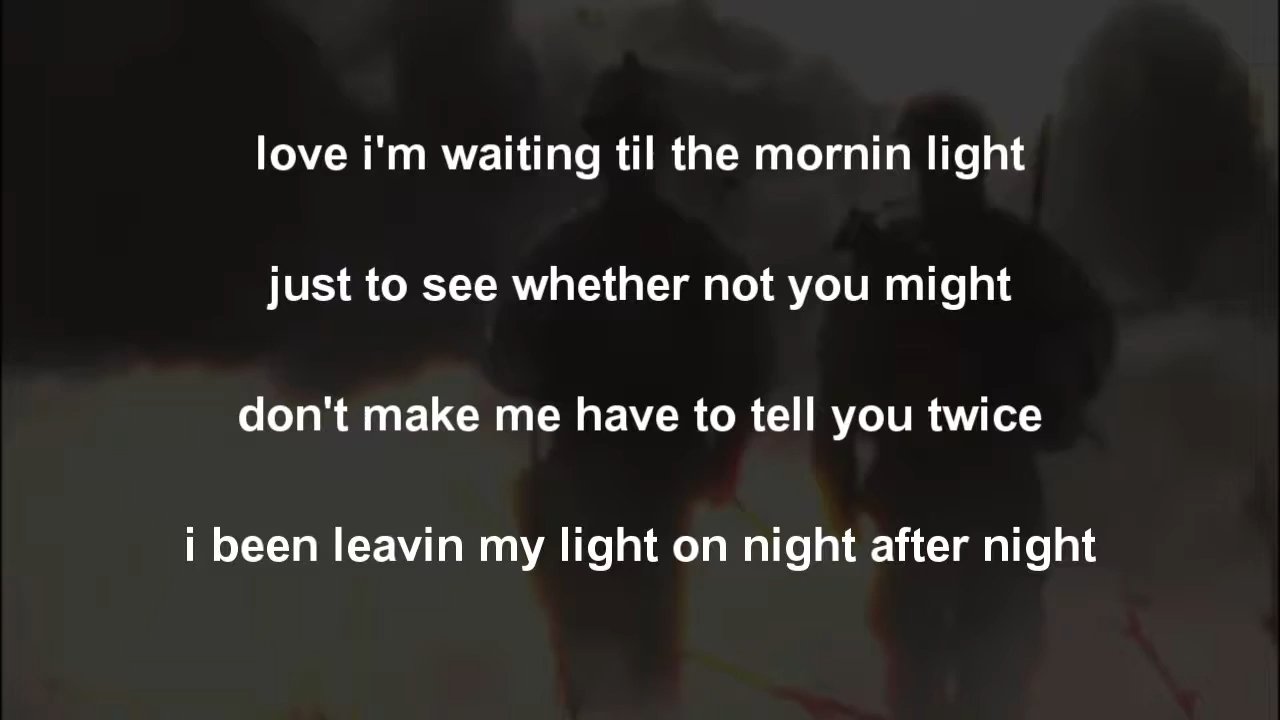 love i'm waiting til the mornin light
just to see whether not you might
don't make me have to tell you twice
i been leavin my light on night after night